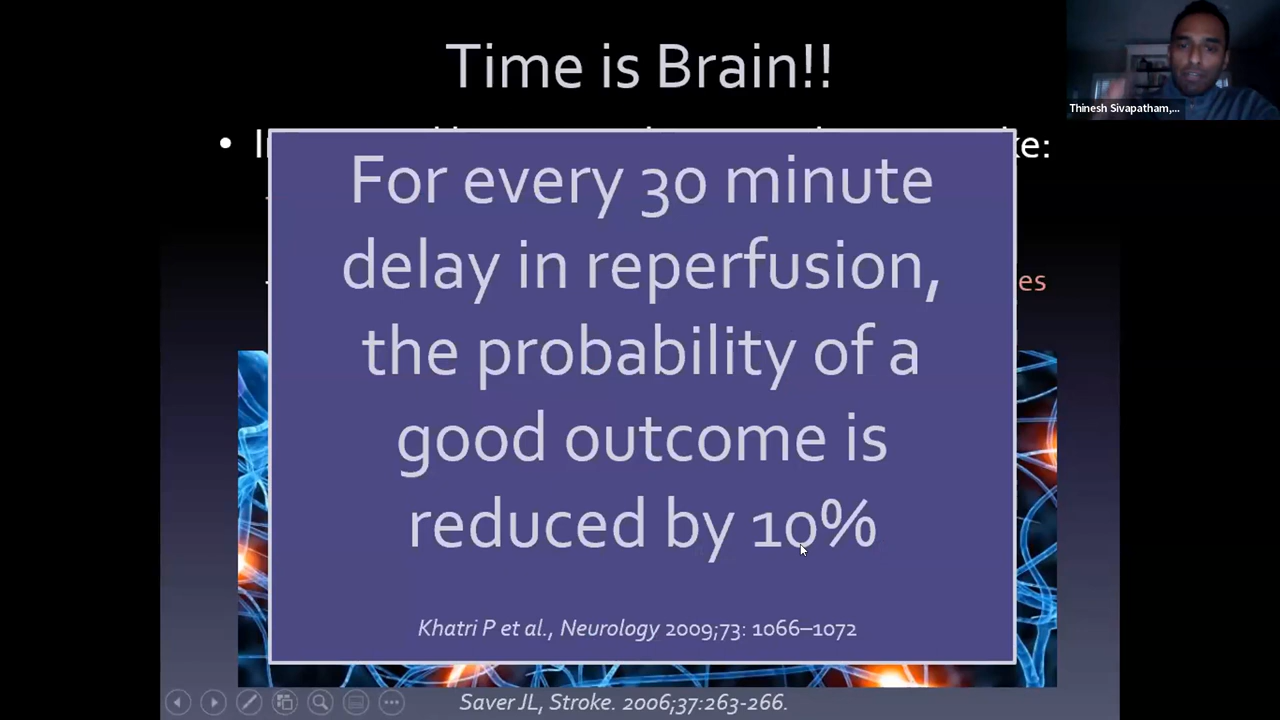 Time is Brain!!
Thinesh Sivapatham,...
For every 30 minute
delay in reperfusion,
the probability of a
good outcome is
reduced by 10%
Khatri P et al., Neurology 2009;73: 1066–1072
Saver JL, Stroke. 2006;37:263-266.